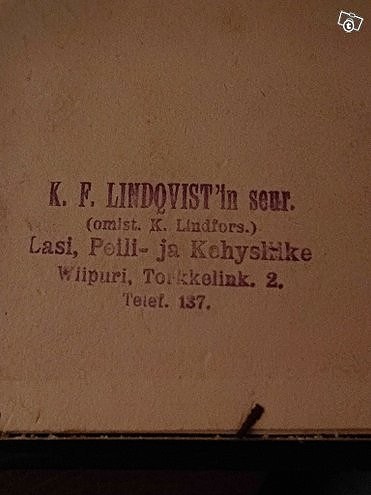 K. F. LINDQVIST'in seur.
(omist. K. Lindfors.)
Lasi, Peili- ja Kehysliike
Wiipuri, Torkkelink. 2.
Telef. 137.